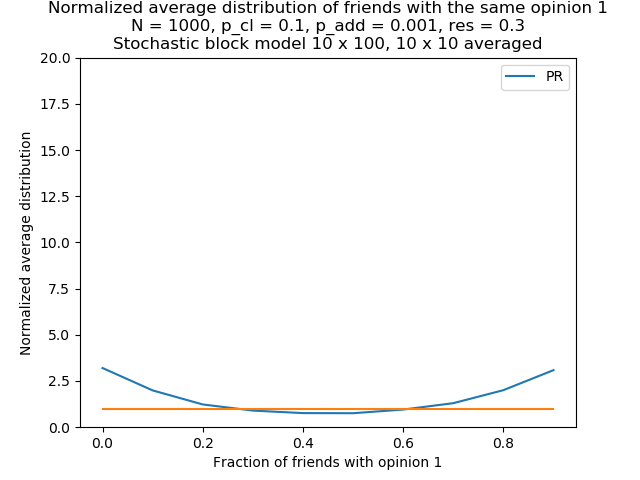 Normalized average distribution of friends with the same opinion 1
N = 1000, p_cl = 0.1, p_add = 0.001, res = 0.3
Stochastic block model 10 x 100, 10 x 10 averaged
20.0
17.5
15.0
12.5
10.0
7.5
5.0
2.5
0.0
Normalized average distribution
PR
0.0 0.2 0.4 0.6 0.8
Fraction of friends with opinion 1